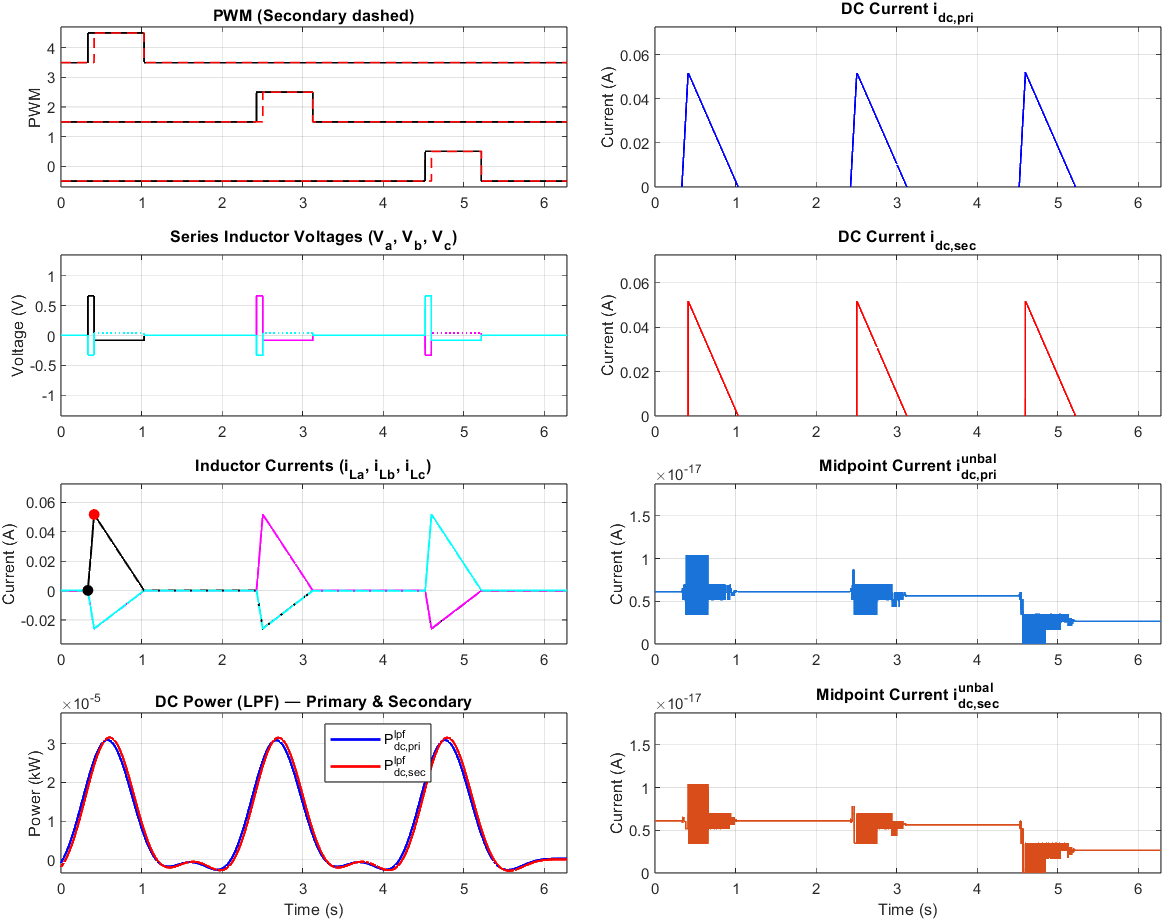 PWM (Secondary dashed)
PWM
4
3
2
1
0
0 1 2 3 4 5 6
DC Current i_dc,pri
Current (A)
0.06
0.04
0.02
0
0 1 2 3 4 5 6
Series Inductor Voltages (V_a, V_b, V_c)
Voltage (V)
1
0.5
0
-0.5
-1
0 1 2 3 4 5 6
DC Current i_dc,sec
Current (A)
0.06
0.04
0.02
0
0 1 2 3 4 5 6
Inductor Currents (i_La, i_Lb, i_Lc)
Current (A)
0.06
0.04
0.02
0
-0.02
0 1 2 3 4 5 6
Midpoint Current i^unbal_dc,pri
×10^-17
Current (A)
1.5
1
0.5
0
0 1 2 3 4 5 6
DC Power (LPF) — Primary & Secondary
×10^-5
Power (kW)
3
2
1
0
P^lpf_dc,pri
P^lpf_dc,sec
0 1 2 3 4 5 6
Time (s)
Midpoint Current i^unbal_dc,sec
×10^-17
Current (A)
1.5
1
0.5
0
0 1 2 3 4 5 6
Time (s)